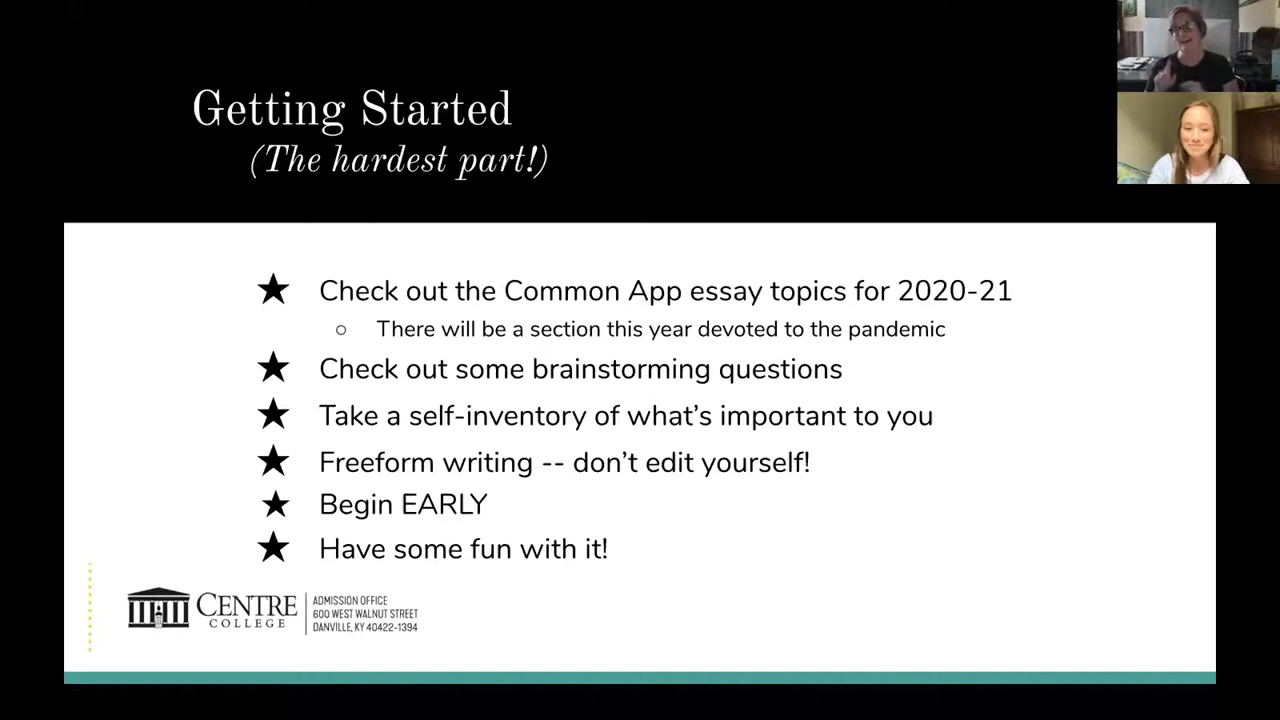 Getting Started
(The hardest part!)
★ Check out the Common App essay topics for 2020-21
○ There will be a section this year devoted to the pandemic
★ Check out some brainstorming questions
★ Take a self-inventory of what's important to you
★ Freeform writing -- don't edit yourself!
★ Begin EARLY
★ Have some fun with it!
CENTRE
COLLEGE
ADMISSION OFFICE
600 WEST WALNUT STREET
DANVILLE, KY 40422-1394